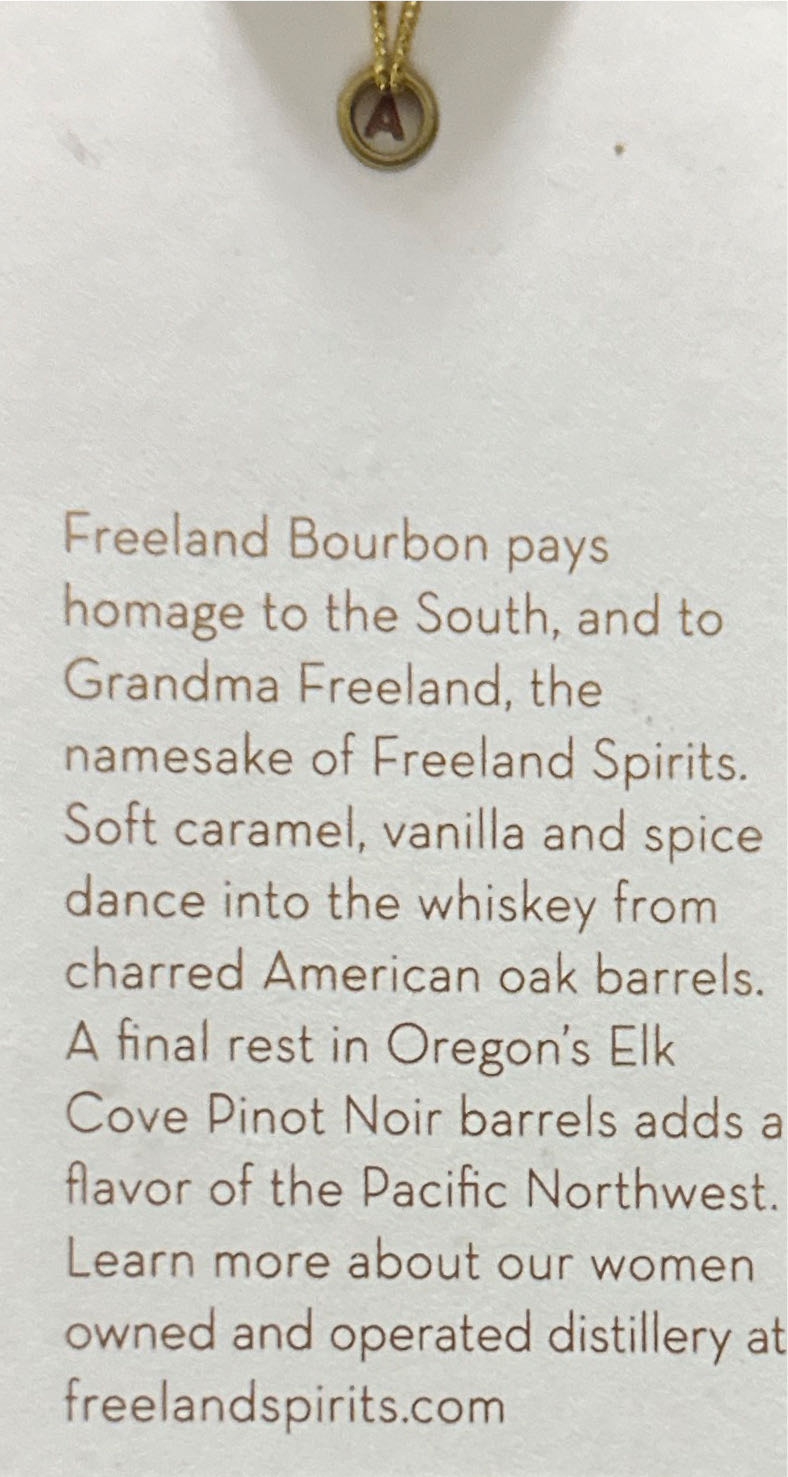 A
Freeland Bourbon pays
homage to the South, and to
Grandma Freeland, the
namesake of Freeland Spirits.
Soft caramel, vanilla and spice
dance into the whiskey from
charred American oak barrels.
A final rest in Oregon's Elk
Cove Pinot Noir barrels adds a
flavor of the Pacific Northwest.
Learn more about our women
owned and operated distillery at
freelandspirits.com